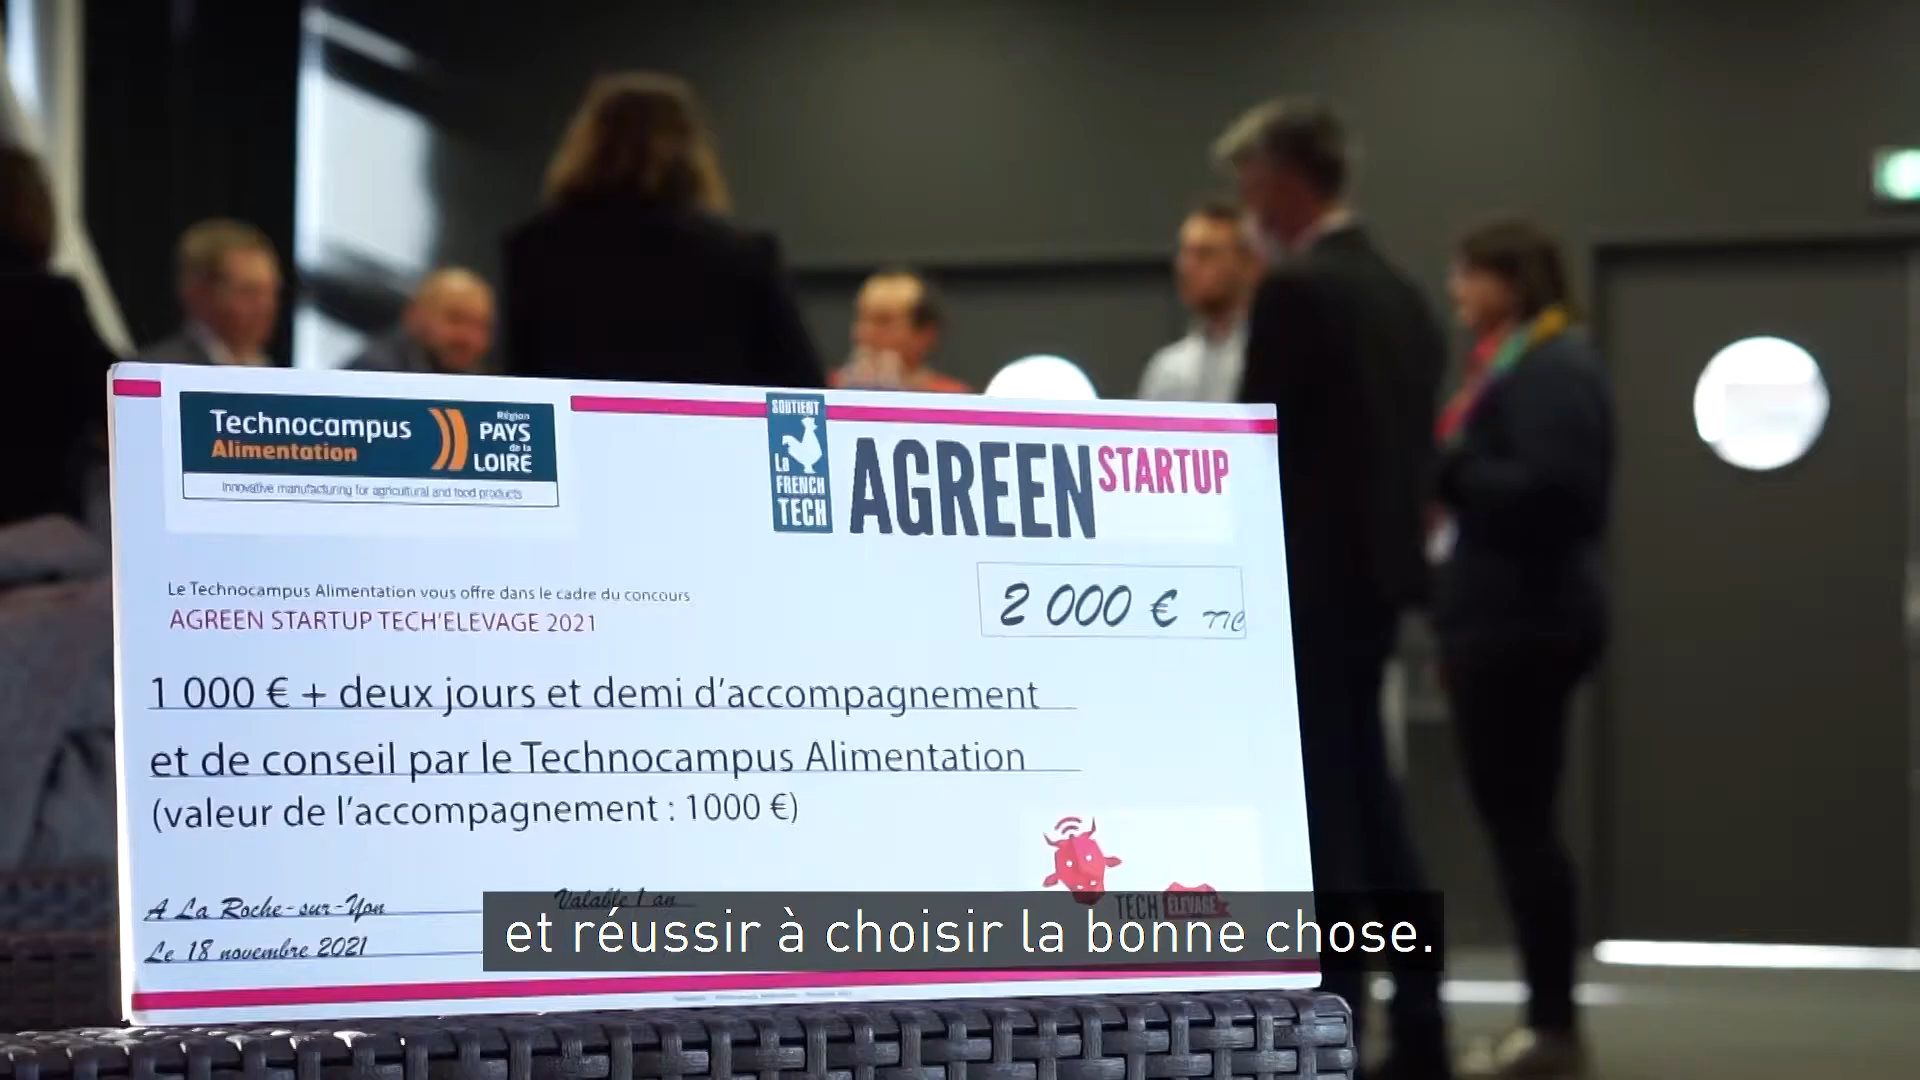 Technocampus
Alimentation
Région
PAYS
de la
LOIRE
Innovative manufacturing for agricultural and food products
SOUTIENT
La
FRENCH
TECH
AGREEN STARTUP
Le Technocampus Alimentation vous offre dans le cadre du concours
AGREEN STARTUP TECH'ELEVAGE 2021
2 000 € TTC
1 000 € + deux jours et demi d'accompagnement
et de conseil par le Technocampus Alimentation
(valeur de l'accompagnement : 1000 €)
TECH ELEVAGE
A La Roche-sur-Yon
Valable 1 an
Le 18 novembre 2021
et réussir à choisir la bonne chose.